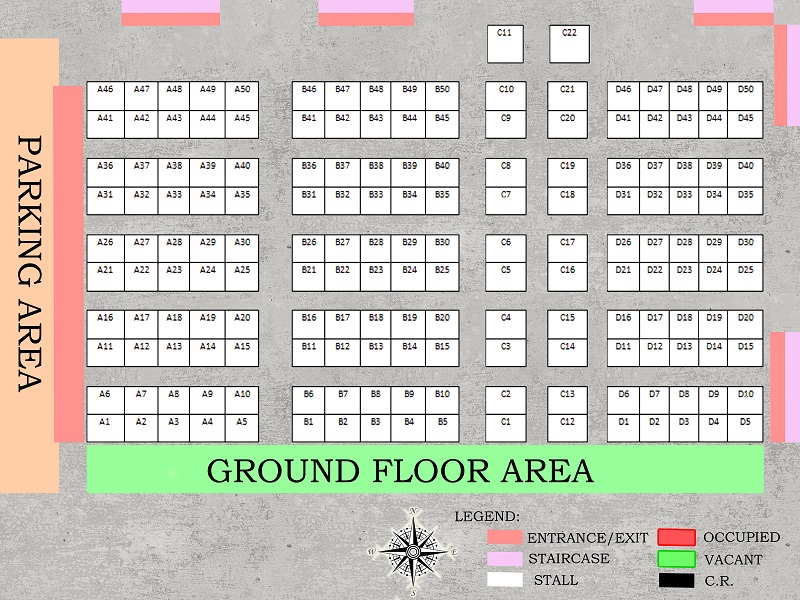 C11 C22
A46 A47 A48 A49 A50 B46 B47 B48 B49 B50 C10 C21 D46 D47 D48 D49 D50
A41 A42 A43 A44 A45 B41 B42 B43 B44 B45 C9 C20 D41 D42 D43 D44 D45
A36 A37 A38 A39 A40 B36 B37 B38 B39 B40 C8 C19 D36 D37 D38 D39 D40
A31 A32 A33 A34 A35 B31 B32 B33 B34 B35 C7 C18 D31 D32 D33 D34 D35
A26 A27 A28 A29 A30 B26 B27 B28 B29 B30 C6 C17 D26 D27 D28 D29 D30
A21 A22 A23 A24 A25 B21 B22 B23 B24 B25 C5 C16 D21 D22 D23 D24 D25
A16 A17 A18 A19 A20 B16 B17 B18 B19 B20 C4 C15 D16 D17 D18 D19 D20
A11 A12 A13 A14 A15 B11 B12 B13 B14 B15 C3 C14 D11 D12 D13 D14 D15
A6 A7 A8 A9 A10 B6 B7 B8 B9 B10 C2 C13 D6 D7 D8 D9 D10
A1 A2 A3 A4 A5 B1 B2 B3 B4 B5 C1 C12 D1 D2 D3 D4 D5
PARKING AREA
GROUND FLOOR AREA
N
W E
S
LEGEND:
ENTRANCE/EXIT OCCUPIED
STAIRCASE VACANT
STALL C.R.